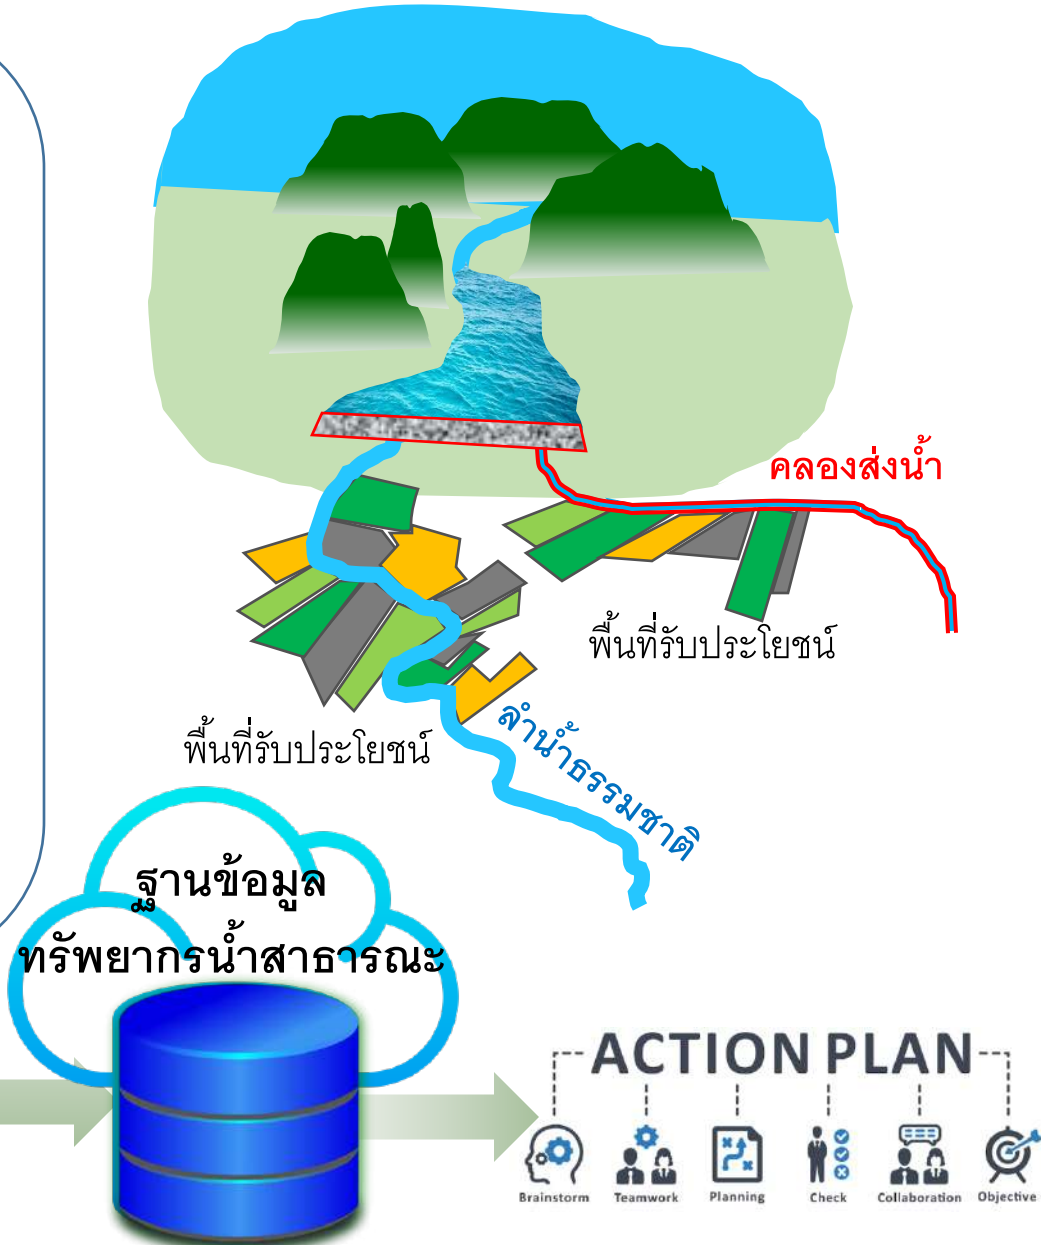 คลองส่งน้ำ
พื้นที่รับประโยชน์
พื้นที่รับประโยชน์
ลำน้ำธรรมชาติ
ฐานข้อมูล
ทรัพยากรน้ำสาธารณะ
ACTION PLAN
Brainstorm Teamwork Planning Check Collaboration Objective